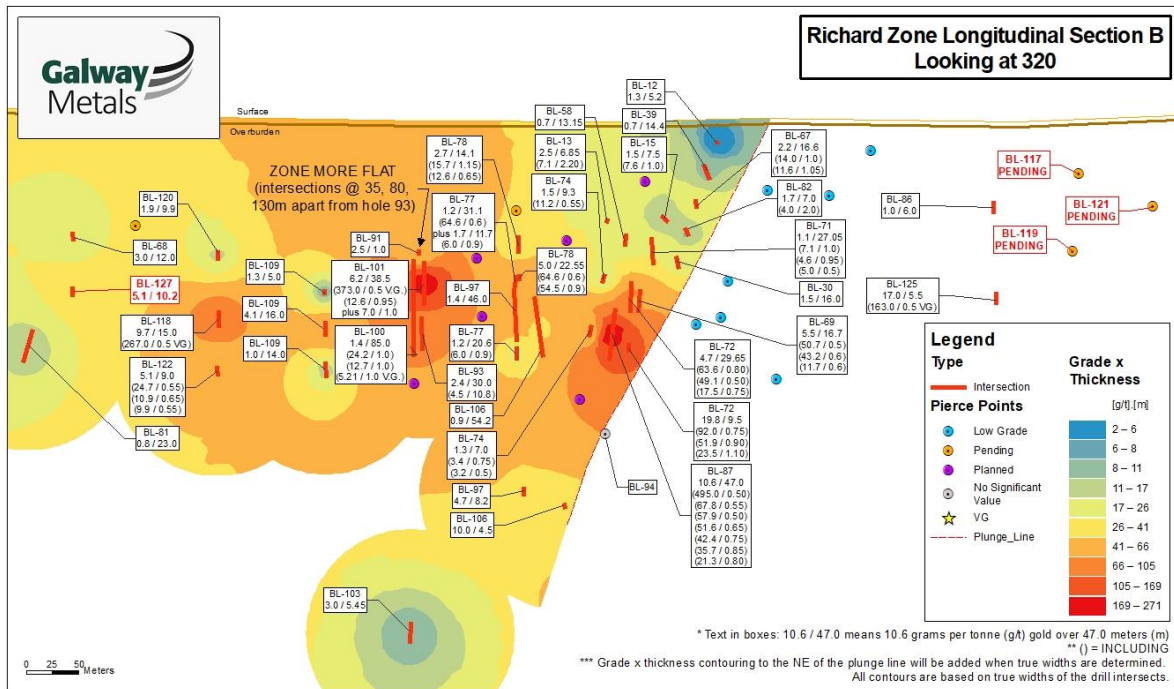 Galway
Metals
Richard Zone Longitudinal Section B
Looking at 320
Surface
Overburden
ZONE MORE FLAT
(intersections @ 35, 80,
130m apart from hole 93)
BL-120
1.9 / 9.9
BL-68
3.0 / 12.0
BL-127
5.1 / 10.2
BL-118
9.7 / 15.0
(267.0 / 0.5 VG)
BL-122
5.1 / 9.0
(24.7 / 0.55)
(10.9 / 0.65)
(9.9 / 0.55)
BL-81
0.8 / 23.0
BL-109
1.3 / 5.0
BL-109
4.1 / 16.0
BL-109
1.0 / 14.0
BL-91
2.5 / 1.0
BL-101
6.2 / 38.5
(373.0 / 0.5 V.G.)
(12.6 / 0.95)
plus 7.0 / 1.0
BL-100
1.4 / 85.0
(24.2 / 1.0)
(12.7 / 1.0)
(5.21 / 1.0 V.G.)
BL-78
2.7 / 14.1
(15.7 / 1.15)
(12.6 / 0.65)
BL-77
1.2 / 31.1
(64.6 / 0.6)
plus 1.7 / 11.7
(6.0 / 0.9)
BL-97
1.4 / 46.0
BL-77
1.2 / 20.6
(6.0 / 0.9)
BL-93
2.4 / 30.0
(4.5 / 10.8)
BL-106
0.9 / 54.2
BL-74
1.3 / 7.0
(3.4 / 0.75)
(3.2 / 0.5)
BL-97
4.7 / 8.2
BL-106
10.0 / 4.5
BL-103
3.0 / 5.45
BL-58
0.7 / 13.15
BL-13
2.5 / 6.85
(7.1 / 2.20)
BL-74
1.5 / 9.3
(11.2 / 0.55)
BL-78
5.0 / 22.55
(64.6 / 0.6)
(54.5 / 0.9)
BL-12
1.3 / 5.2
BL-39
0.7 / 14.4
BL-15
1.5 / 7.5
(7.6 / 1.0)
BL-67
2.2 / 16.6
(14.0 / 1.0)
(11.6 / 1.05)
BL-82
1.7 / 7.0
(4.0 / 2.0)
BL-71
1.1 / 27.05
(7.1 / 1.0)
(4.6 / 0.95)
(5.0 / 0.5)
BL-30
1.5 / 16.0
BL-69
5.5 / 16.7
(50.7 / 0.5)
(43.2 / 0.6)
(11.7 / 0.6)
BL-72
4.7 / 29.65
(63.6 / 0.80)
(49.1 / 0.50)
(17.5 / 0.75)
BL-72
19.8 / 9.5
(92.0 / 0.75)
(51.9 / 0.90)
(23.5 / 1.10)
BL-87
10.6 / 47.0
(495.0 / 0.50)
(67.8 / 0.55)
(57.9 / 0.50)
(51.6 / 0.65)
(42.4 / 0.75)
(35.7 / 0.85)
(21.3 / 0.80)
BL-94
BL-86
1.0 / 6.0
BL-117
PENDING
BL-121
PENDING
BL-119
PENDING
BL-125
17.0 / 5.5
(163.0 / 0.5 VG)
Legend
Type
Intersection
Pierce Points
Low Grade
Pending
Planned
No Significant
Value
VG
Plunge_Line
Grade x
Thickness
[g/t].[m]
2 – 6
6 – 8
8 – 11
11 – 17
17 – 26
26 – 41
41 – 66
66 – 105
105 – 169
169 – 271
0 25 50
Meters
* Text in boxes: 10.6 / 47.0 means 10.6 grams per tonne (g/t) gold over 47.0 meters (m)
** () = INCLUDING
*** Grade x thickness contouring to the NE of the plunge line will be added when true widths are determined.
All contours are based on true widths of the drill intersects.